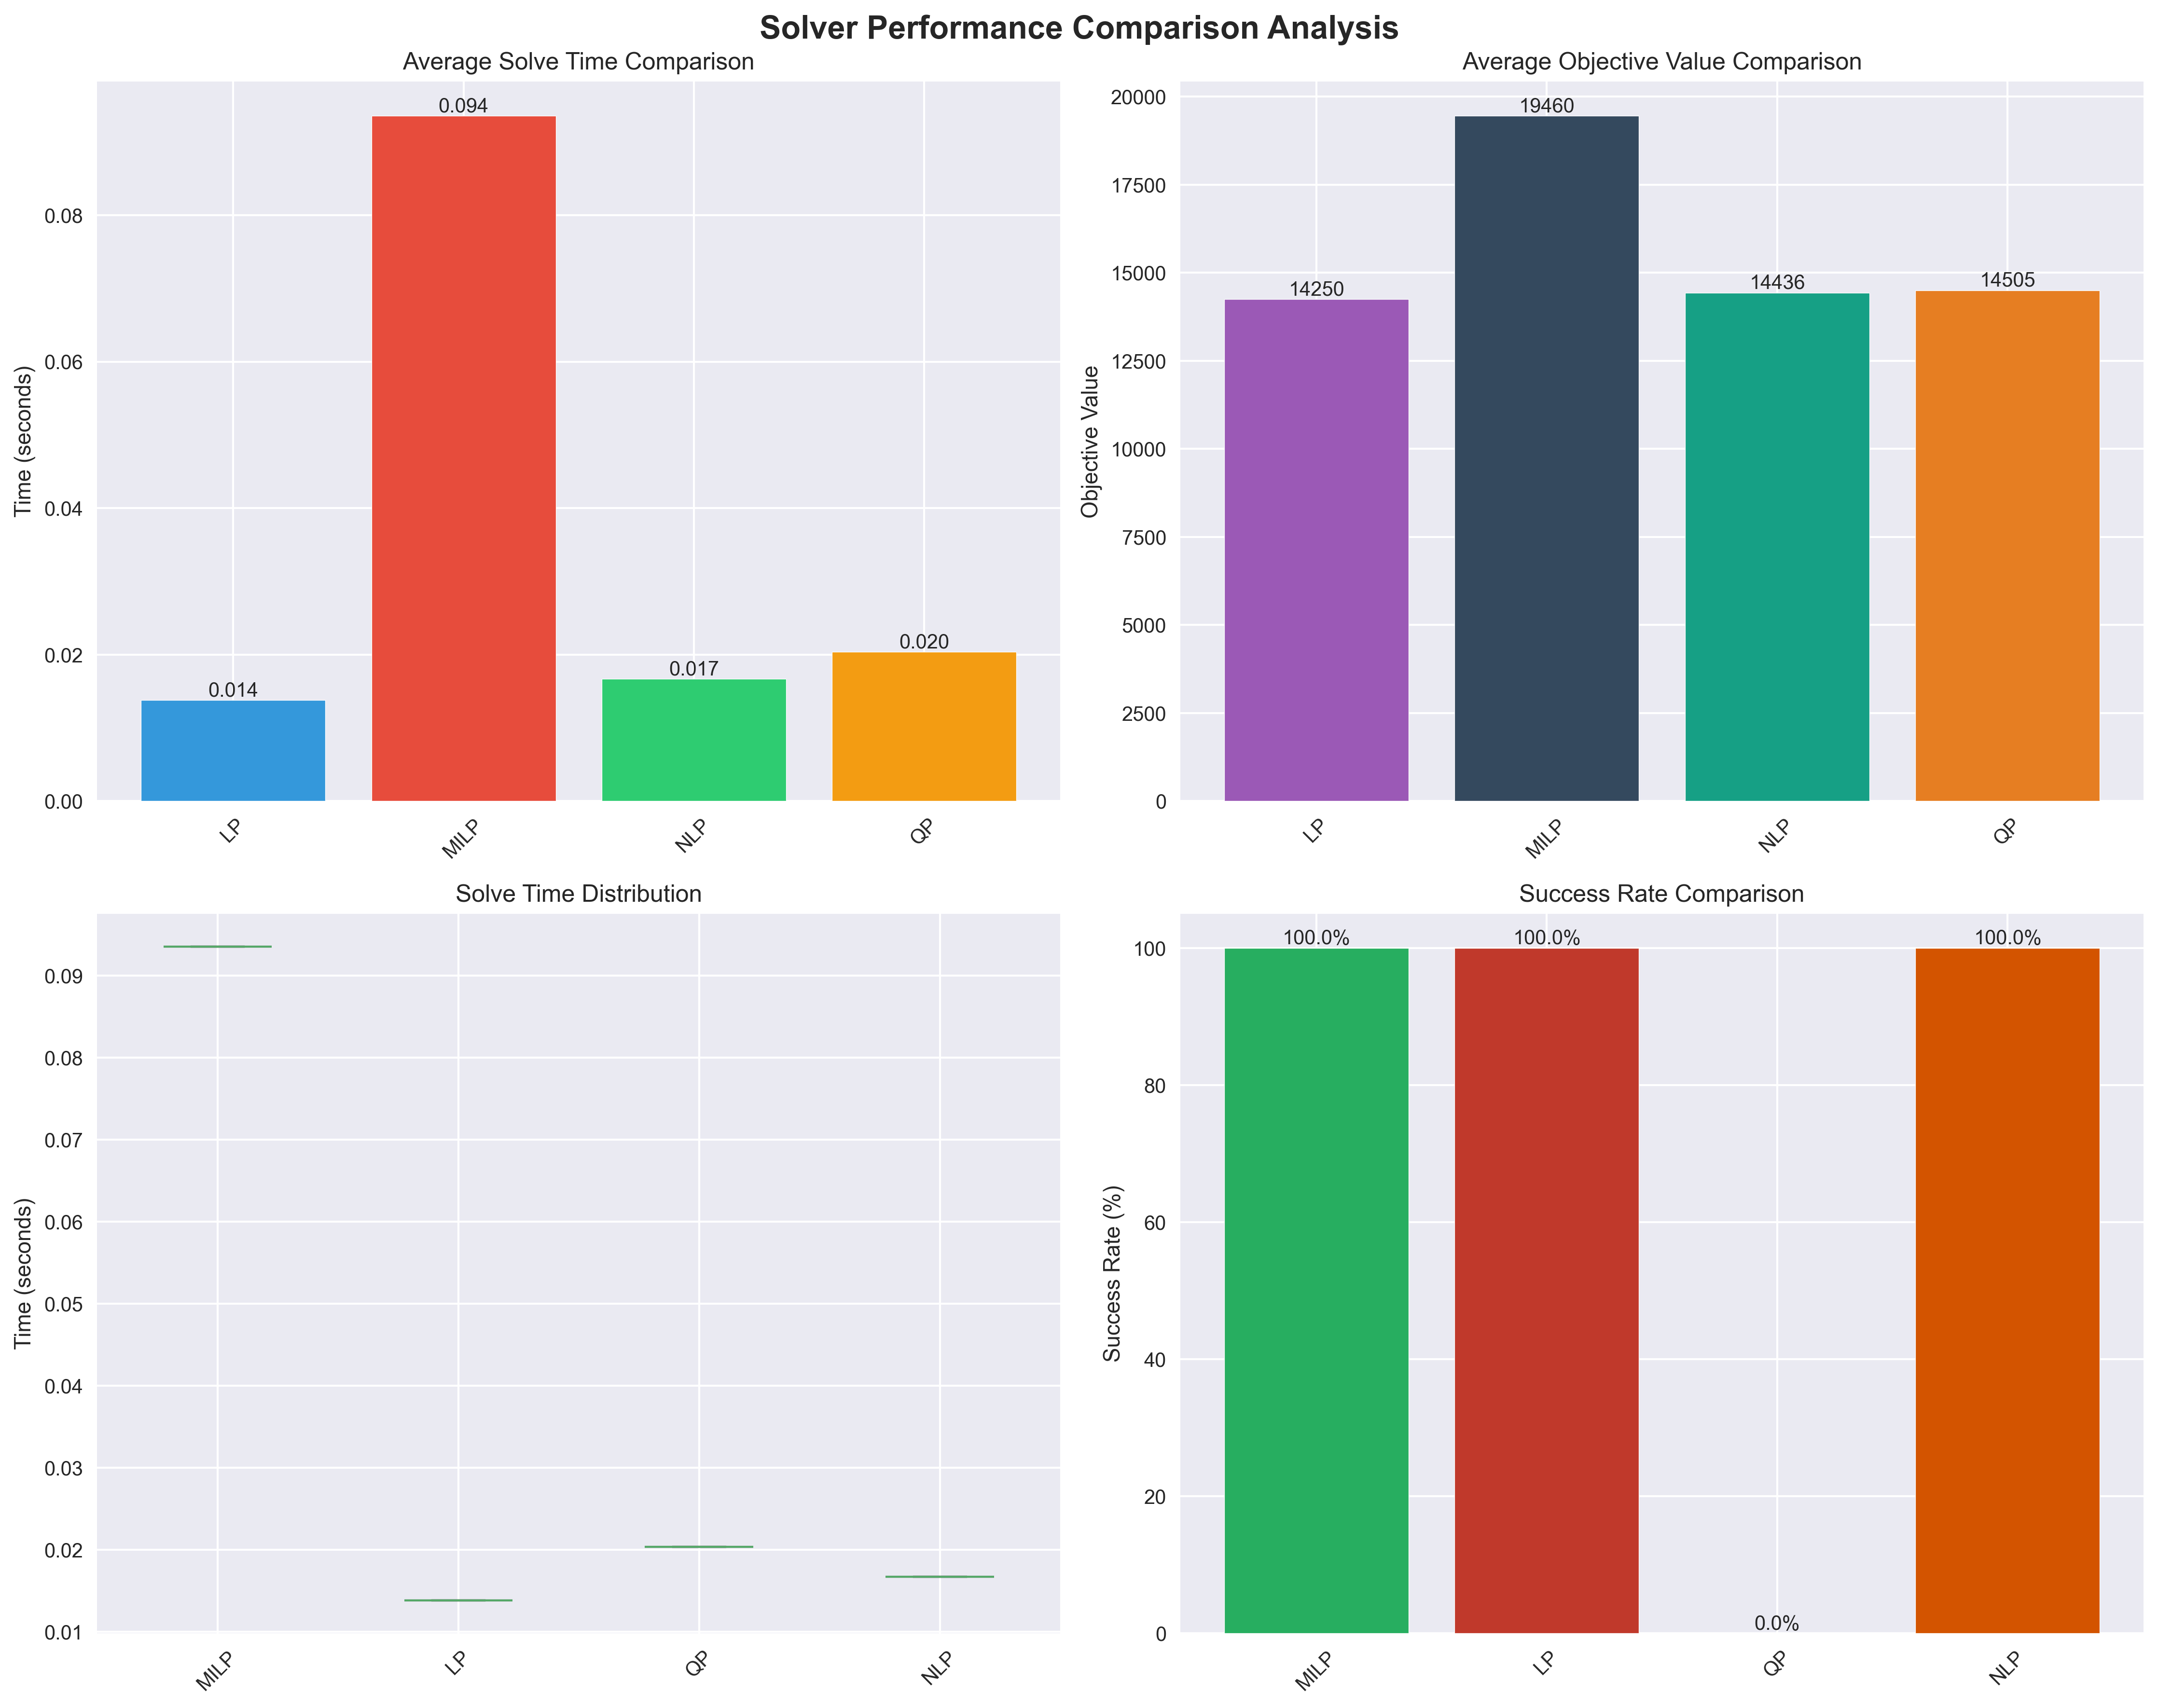 Solver Performance Comparison Analysis
Average Solve Time Comparison
Time (seconds)
0.08
0.06
0.04
0.02
0.00
0.014
0.094
0.017
0.020
LP
MILP
NLP
QP
Average Objective Value Comparison
Objective Value
20000
17500
15000
12500
10000
7500
5000
2500
0
14250
19460
14436
14505
LP
MILP
NLP
QP
Solve Time Distribution
Time (seconds)
0.09
0.08
0.07
0.06
0.05
0.04
0.03
0.02
0.01
MILP
LP
QP
NLP
Success Rate Comparison
Success Rate (%)
100
80
60
40
20
0
100.0%
100.0%
0.0%
100.0%
MILP
LP
QP
NLP